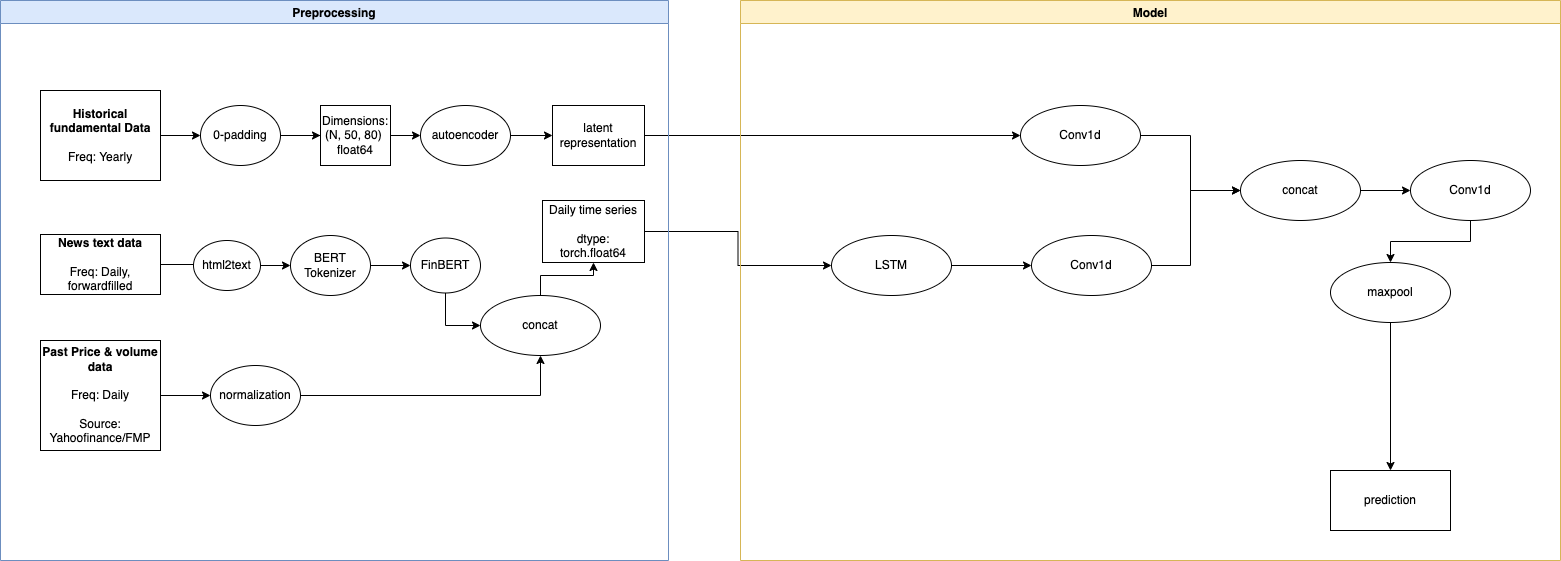 Preprocessing
Model
Historical
fundamental Data
Freq: Yearly
0-padding
Dimensions:
(N, 50, 80)
float64
autoencoder
latent
representation
Conv1d
concat
Conv1d
News text data
Freq: Daily,
forwardfilled
html2text
BERT
Tokenizer
FinBERT
Daily time series
dtype:
torch.float64
LSTM
Conv1d
maxpool
concat
Past Price & volume
data
Freq: Daily
Source:
Yahoofinance/FMP
normalization
prediction